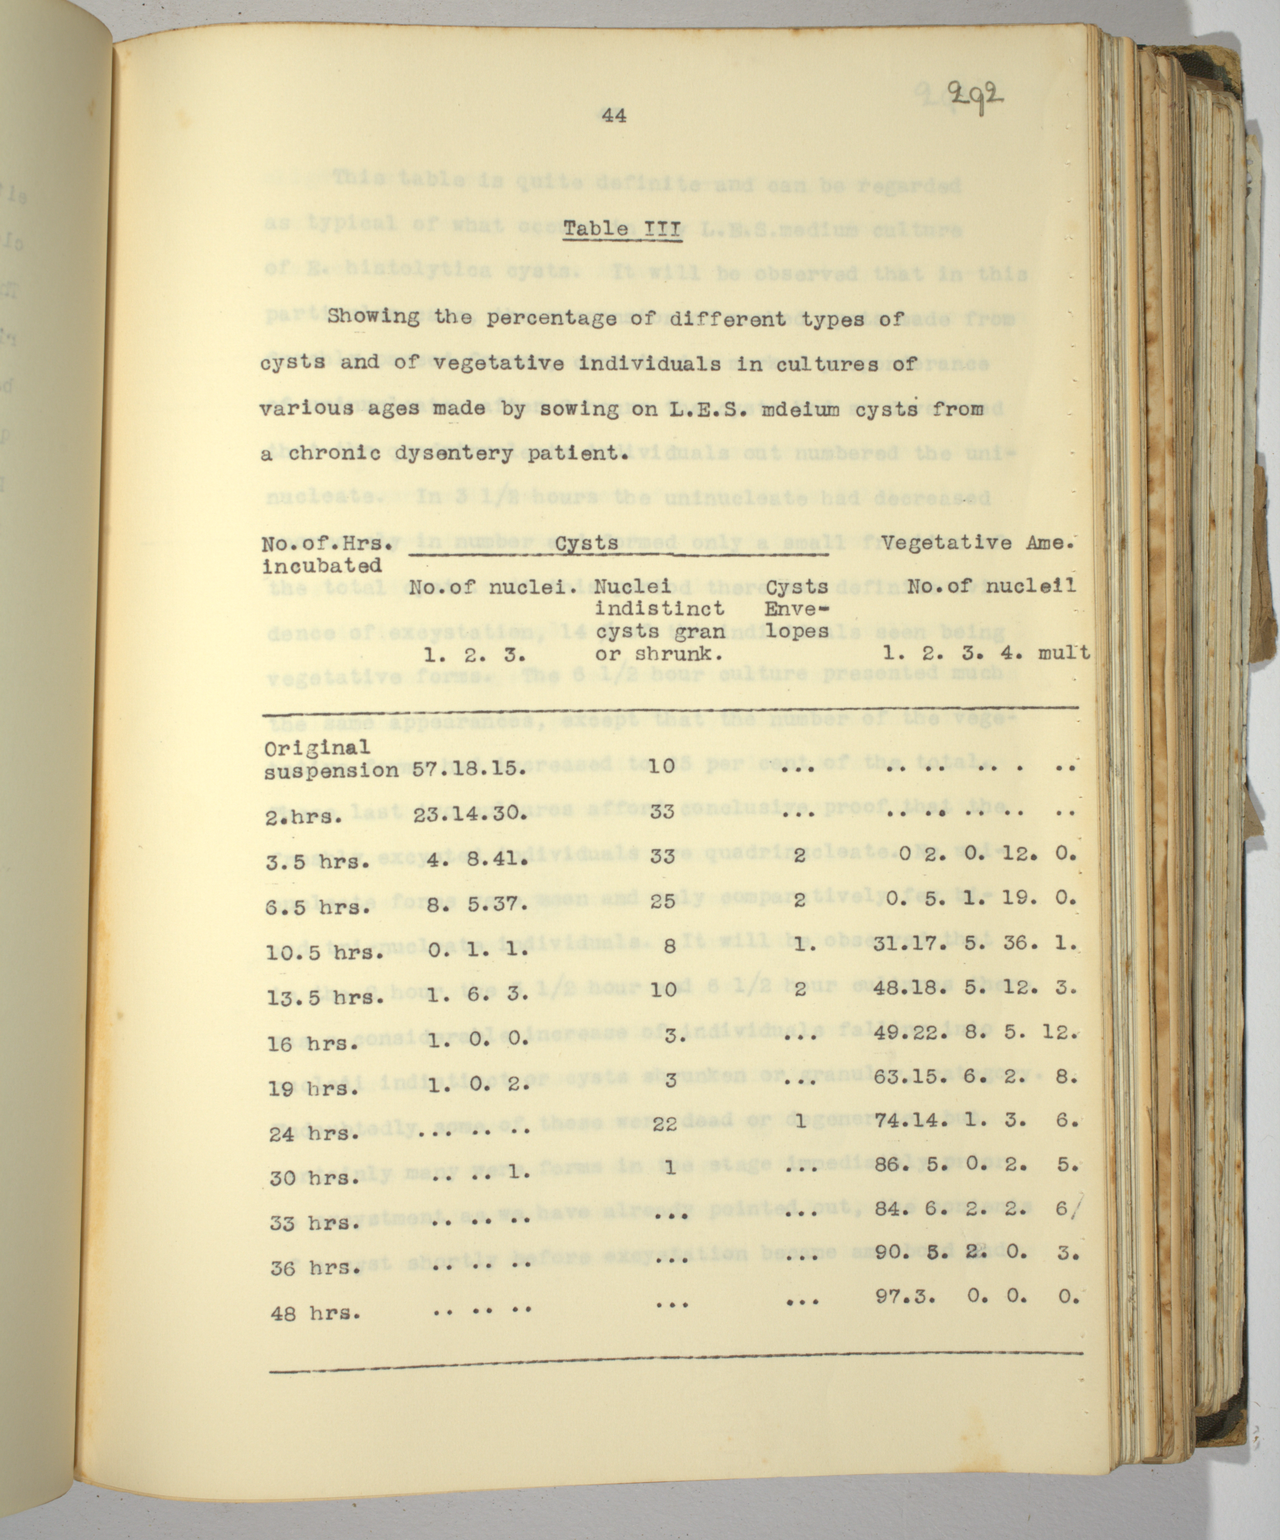 292
44
Table III
Showing the percentage of different types of
cysts and of vegetative individuals in cultures of
various ages made by sowing on L.E.S. mdeium cysts from
a chronic dysentery patient.
No.of.Hrs. Cysts Vegetative Ame.
incubated
No.of nuclei. Nuclei Cysts No.of nucleil
indistinct Enve-
cysts gran lopes
1. 2. 3. or shrunk. 1. 2. 3. 4. mult
Original
suspension 57.18.15. 10 ... .. .. .. . ..
2.hrs. 23.14.30. 33 ... .. .. .. .. ..
3.5 hrs. 4. 8.41. 33 2 0 2. 0. 12. 0.
6.5 hrs. 8. 5.37. 25 2 0. 5. 1. 19. 0.
10.5 hrs. 0. 1. 1. 8 1. 31.17. 5. 36. 1.
13.5 hrs. 1. 6. 3. 10 2 48.18. 5. 12. 3.
16 hrs. 1. 0. 0. 3. ... 49.22. 8. 5. 12.
19 hrs. 1. 0. 2. 3 ... 63.15. 6. 2. 8.
24 hrs. ... .. .. 22 1 74.14. 1. 3. 6.
30 hrs. .. .. 1. 1 ... 86. 5. 0. 2. 5.
33 hrs. .. .. .. ... ... 84. 6. 2. 2. 6/
36 hrs. .. .. .. ... ... 90. 5. 2. 0. 3.
48 hrs. .. .. .. ... ... 97.3. 0. 0. 0.